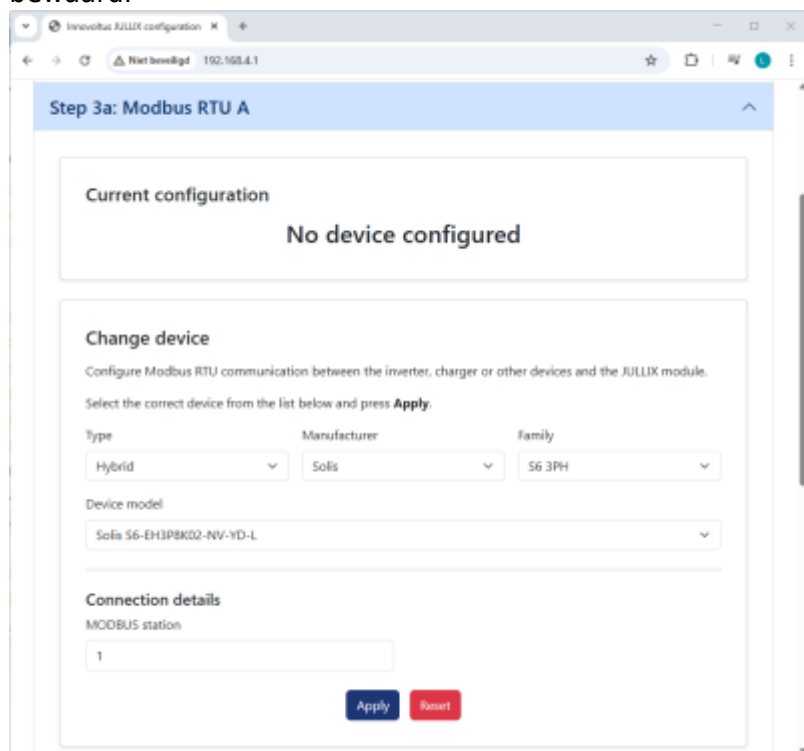 bewaard.
Innovoltus JULLIX configuration
Niet beveiligd 192.168.4.1
Step 3a: Modbus RTU A
Current configuration
No device configured
Change device
Configure Modbus RTU communication between the inverter, charger or other devices and the JULLIX module.
Select the correct device from the list below and press Apply.
Type Manufacturer Family
Hybrid Solis S6 3PH
Device model
Solis S6-EH3P8K02-NV-YD-L
Connection details
MODBUS station
1
Apply Reset